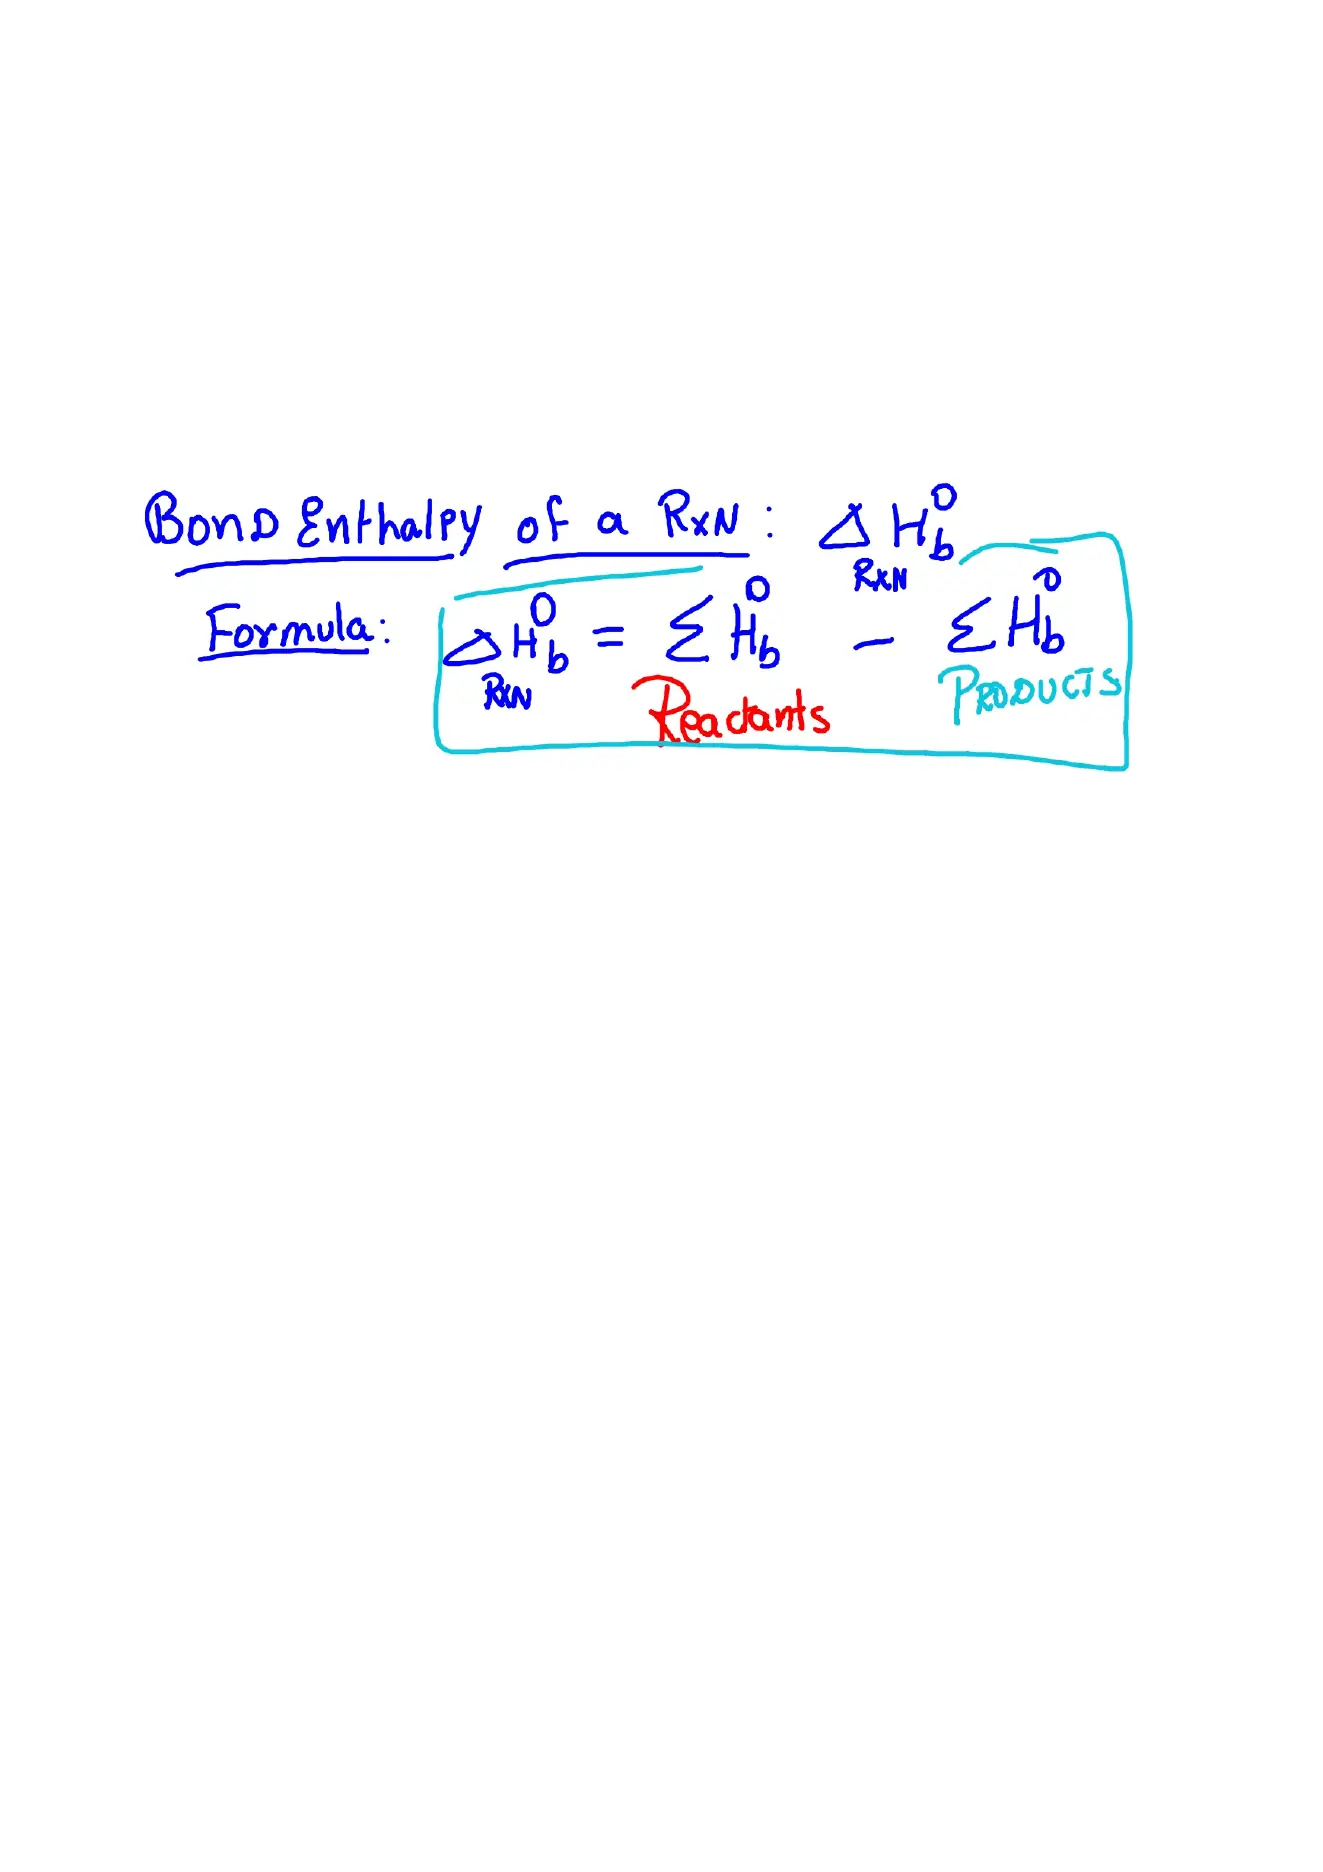 Bond Enthalpy of a RxN: ΔH°b RxN
Formula: ΔH°b RxN = ΣH°b Reactants - ΣH°b PRODUCTS